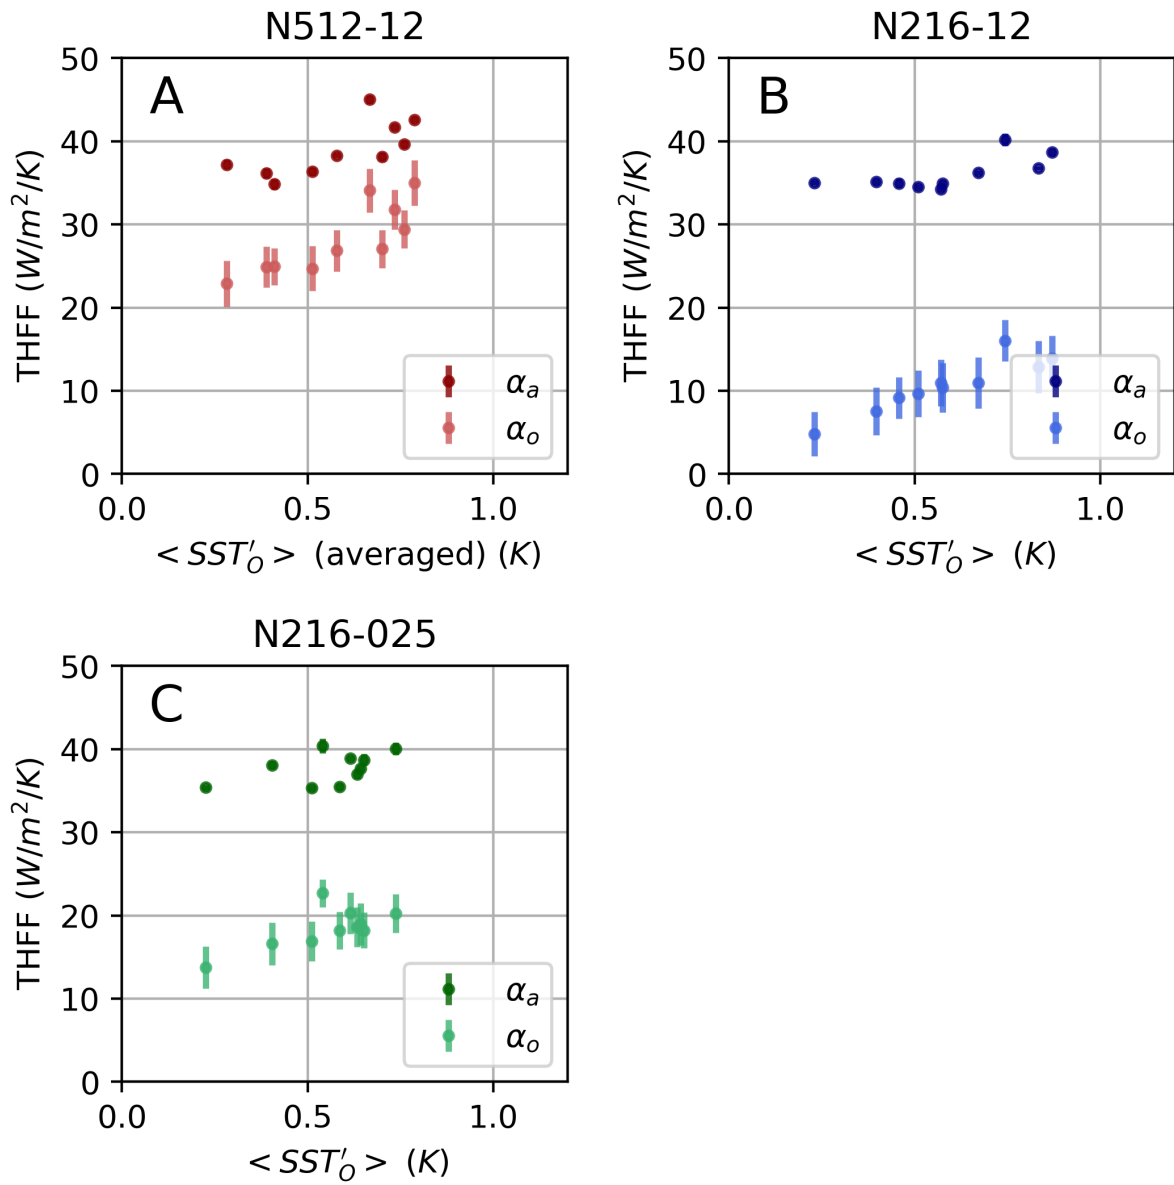 N512-12
A
THFF (W/m²/K)
50
40
30
20
10
0
0.0 0.5 1.0
< SST′_O > (averaged) (K)
α_a
α_o
N216-12
B
THFF (W/m²/K)
50
40
30
20
10
0
0.0 0.5 1.0
< SST′_O > (K)
α_a
α_o
N216-025
C
THFF (W/m²/K)
50
40
30
20
10
0
0.0 0.5 1.0
< SST′_O > (K)
α_a
α_o